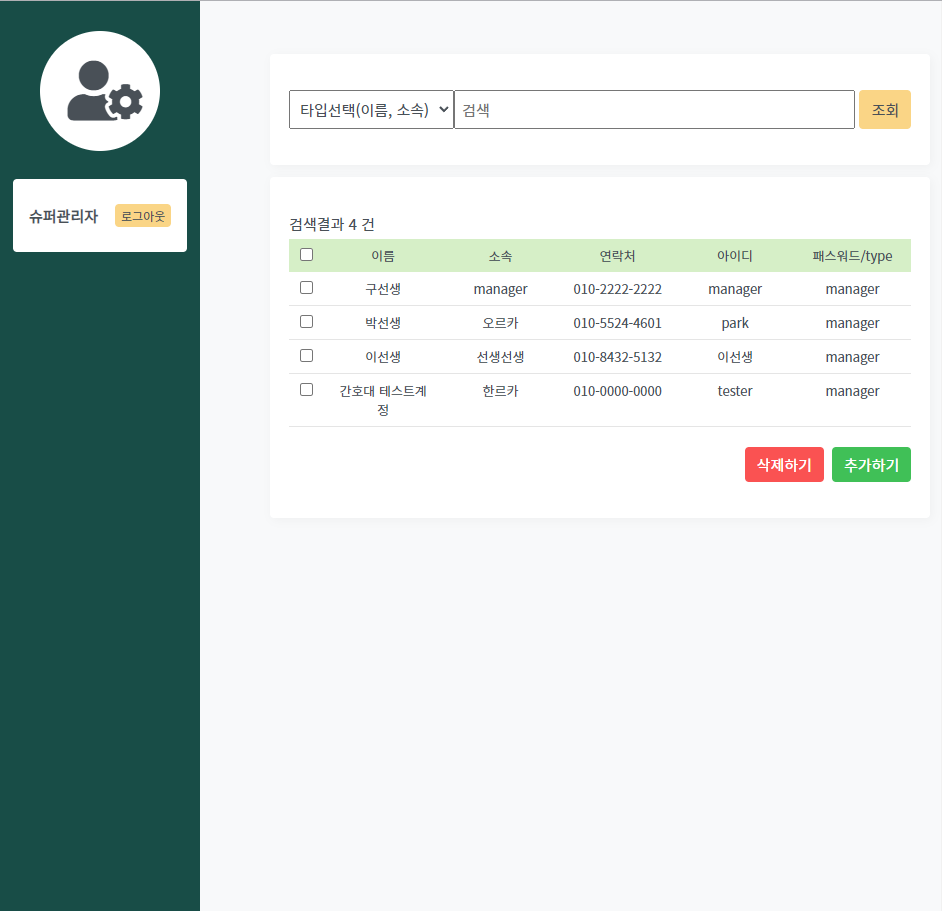 타입선택(이름, 소속) 검색 조회
슈퍼관리자 로그아웃
검색결과 4 건
이름 소속 연락처 아이디 패스워드/type
구선생 manager 010-2222-2222 manager manager
박선생 오르카 010-5524-4601 park manager
이선생 선생선생 010-8432-5132 이선생 manager
간호대 테스트계 한르카 010-0000-0000 tester manager
정
삭제하기 추가하기